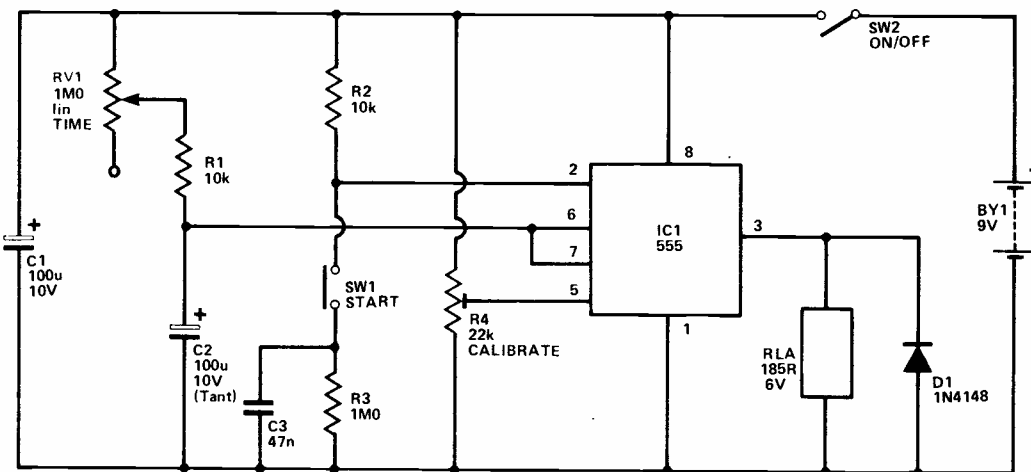 RV1
1M0
lin
TIME
R1
10k
R2
10k
SW2
ON/OFF
+
C1
100u
10V
+
C2
100u
10V
(Tant)
SW1
START
C3
47n
R3
1M0
R4
22k
CALIBRATE
2
6
7
5
8
IC1
555
3
1
RLA
185R
6V
D1
1N4148
+
BY1
9V